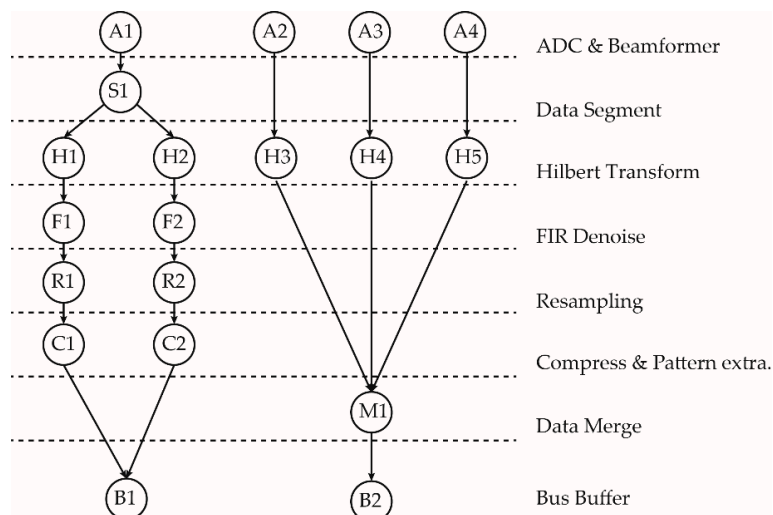 A1 A2 A3 A4
ADC & Beamformer
S1
Data Segment
H1 H2 H3 H4 H5
Hilbert Transform
F1 F2
FIR Denoise
R1 R2
Resampling
C1 C2
Compress & Pattern extra.
M1
Data Merge
B1 B2
Bus Buffer